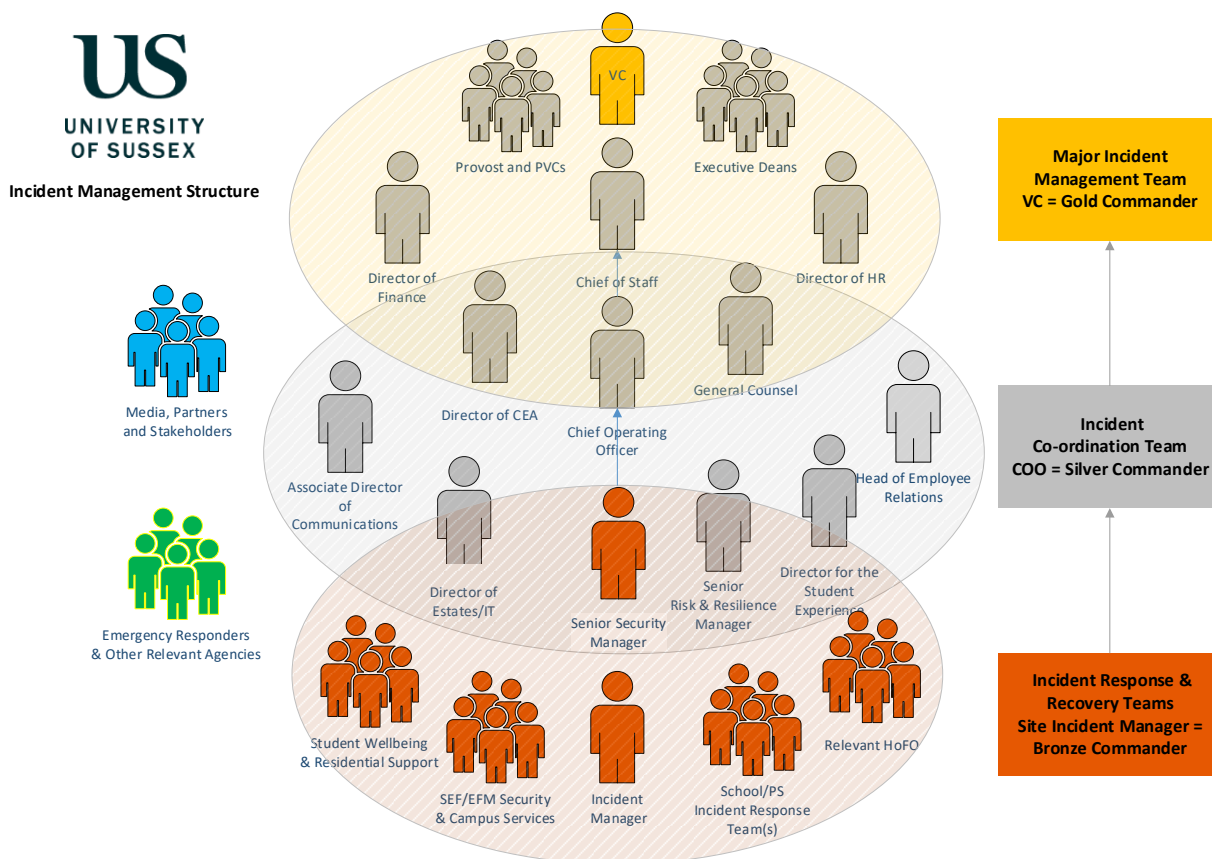 US
UNIVERSITY
OF SUSSEX
Incident Management Structure
VC
Provost and PVCs
Executive Deans
Director of
Finance
Chief of Staff
Director of HR
Director of CEA
Chief Operating
Officer
General Counsel
Media, Partners
and Stakeholders
Associate Director
of
Communications
Head of Employee
Relations
Director of
Estates/IT
Senior Security
Manager
Senior
Risk & Resilience
Manager
Director for the
Student
Experience
Emergency Responders
& Other Relevant Agencies
Student Wellbeing
& Residential Support
SEF/EFM Security
& Campus Services
Incident
Manager
School/PS
Incident Response
Team(s)
Relevant HoFO
Major Incident
Management Team
VC = Gold Commander
Incident
Co-ordination Team
COO = Silver Commander
Incident Response &
Recovery Teams
Site Incident Manager =
Bronze Commander